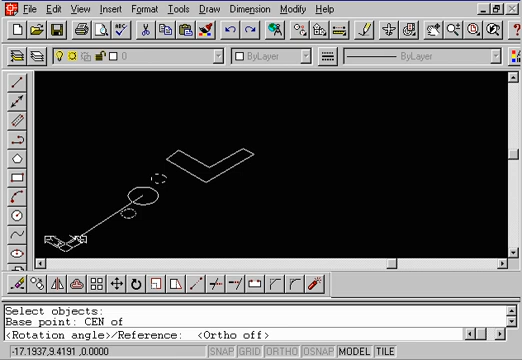 File Edit View Insert Format Tools Draw Dimension Modify Help
0 ByLayer ByLayer
Select objects:
Base point: CEN of
<Rotation angle>/Reference: <Ortho off>
-17.1937,9.4191 ,0.0000 SNAP GRID ORTHO OSNAP MODEL TILE